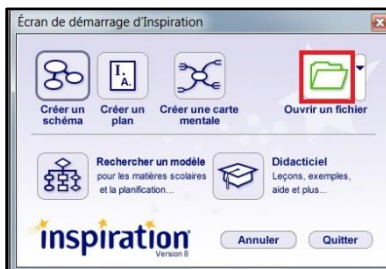 Écran de démarrage d'Inspiration
I.
A.
Créer un
schéma
Créer un
plan
Créer une carte
mentale
Ouvrir un fichier
Rechercher un modèle
pour les matières scolaires
et la planification...
Didacticiel
Leçons, exemples,
aide et plus...
inspiration
Version 8
Annuler
Quitter